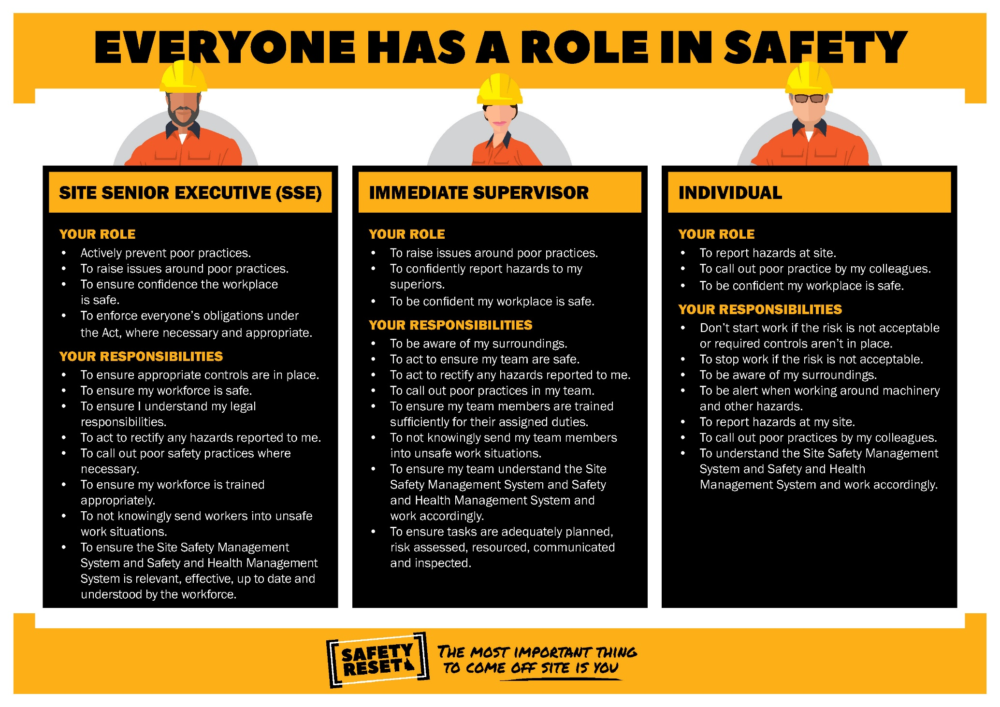 EVERYONE HAS A ROLE IN SAFETY
SITE SENIOR EXECUTIVE (SSE)
YOUR ROLE
• Actively prevent poor practices.
• To raise issues around poor practices.
• To ensure confidence the workplace
is safe.
• To enforce everyone’s obligations under
the Act, where necessary and appropriate.
YOUR RESPONSIBILITIES
• To ensure appropriate controls are in place.
• To ensure my workforce is safe.
• To ensure I understand my legal
responsibilities.
• To act to rectify any hazards reported to me.
• To call out poor safety practices where
necessary.
• To ensure my workforce is trained
appropriately.
• To not knowingly send workers into unsafe
work situations.
• To ensure the Site Safety Management
System and Safety and Health Management
System is relevant, effective, up to date and
understood by the workforce.
IMMEDIATE SUPERVISOR
YOUR ROLE
• To raise issues around poor practices.
• To confidently report hazards to my
superiors.
• To be confident my workplace is safe.
YOUR RESPONSIBILITIES
• To be aware of my surroundings.
• To act to ensure my team are safe.
• To act to rectify any hazards reported to me.
• To call out poor practices in my team.
• To ensure my team members are trained
sufficiently for their assigned duties.
• To not knowingly send my team members
into unsafe work situations.
• To ensure my team understand the Site
Safety Management System and Safety
and Health Management System and
work accordingly.
• To ensure tasks are adequately planned,
risk assessed, resourced, communicated
and inspected.
INDIVIDUAL
YOUR ROLE
• To report hazards at site.
• To call out poor practice by my colleagues.
• To be confident my workplace is safe.
YOUR RESPONSIBILITIES
• Don’t start work if the risk is not acceptable
or required controls aren’t in place.
• To stop work if the risk is not acceptable.
• To be aware of my surroundings.
• To be alert when working around machinery
and other hazards.
• To report hazards at my site.
• To call out poor practices by my colleagues.
• To understand the Site Safety Management
System and Safety and Health
Management System and work accordingly.
SAFETY
RESET
THE MOST IMPORTANT THING
TO COME OFF SITE IS YOU